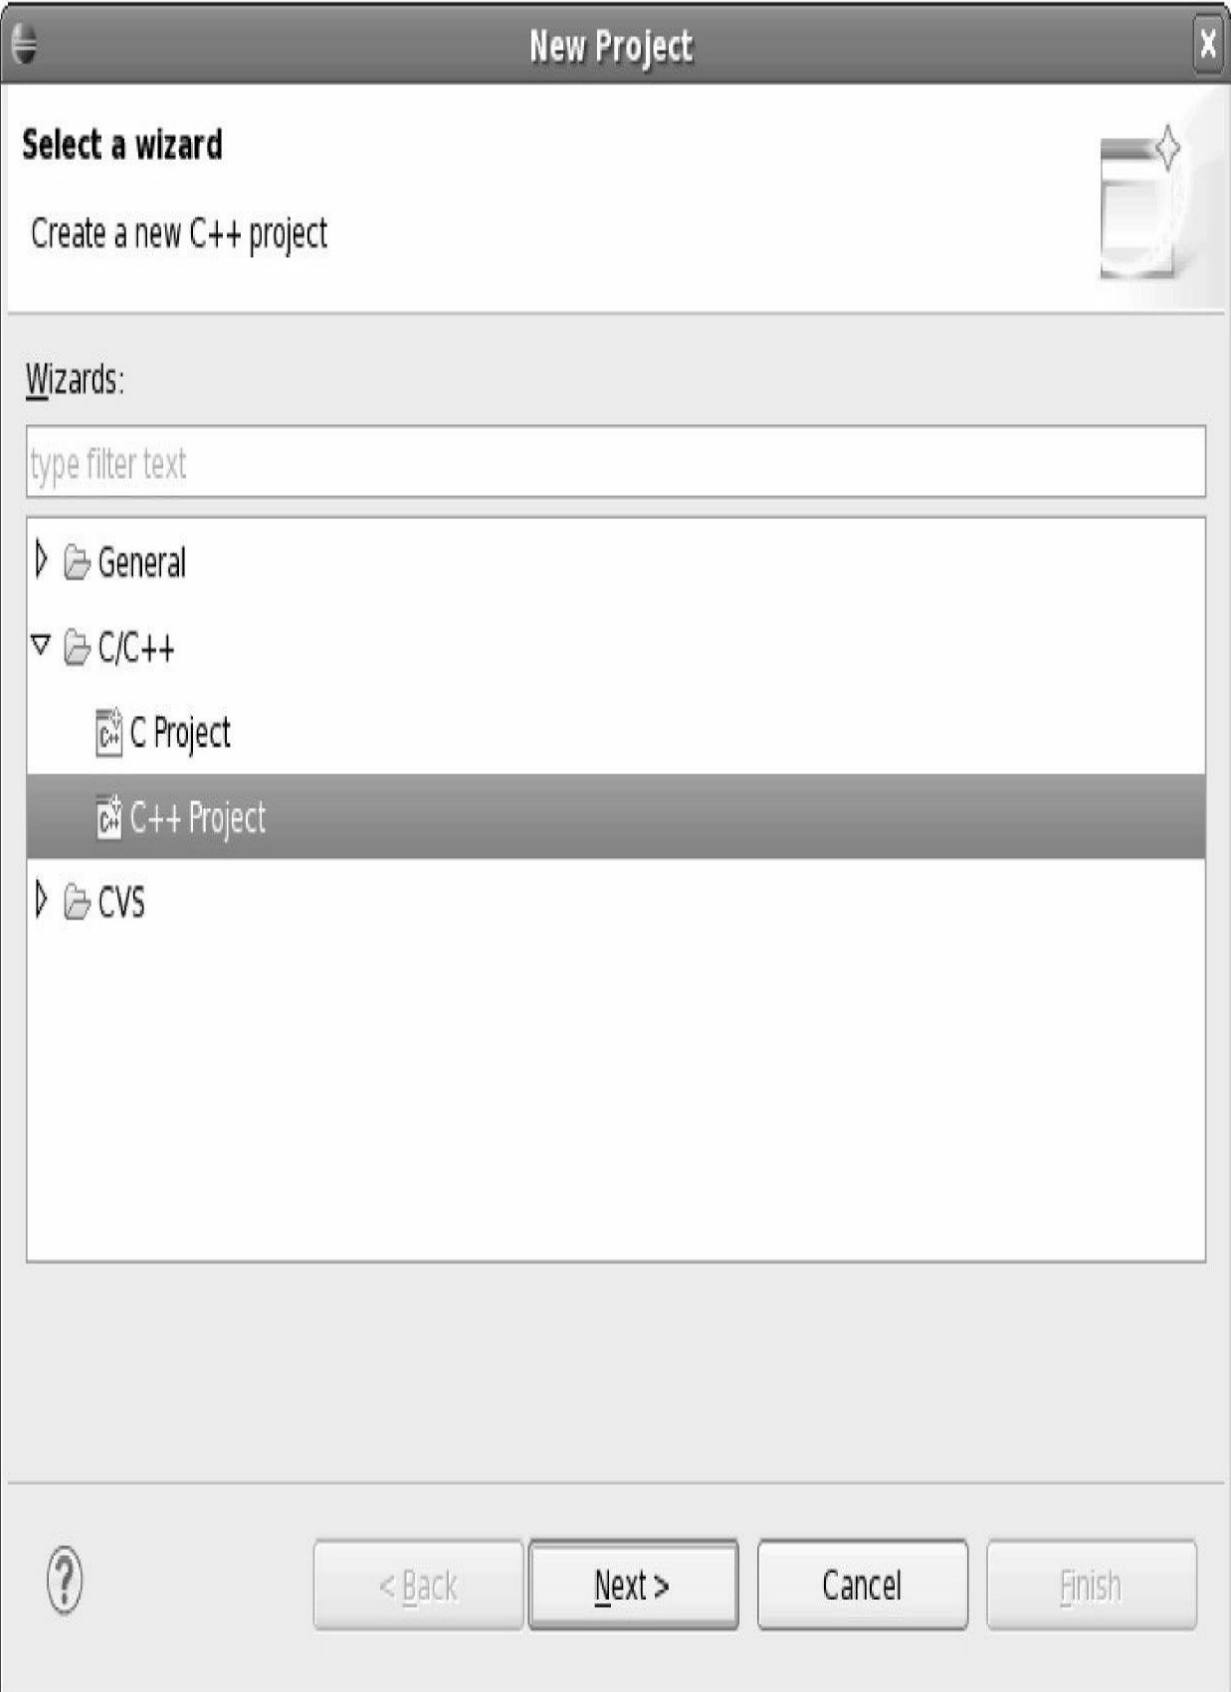 New Project
Select a wizard
Create a new C++ project
Wizards:
type filter text
General
C/C++
C Project
C++ Project
CVS
< Back Next > Cancel Finish